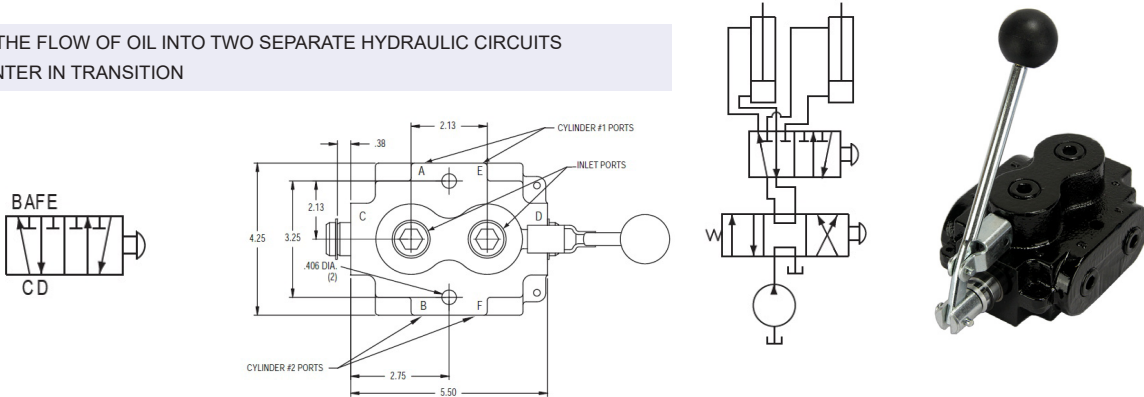 THE FLOW OF OIL INTO TWO SEPARATE HYDRAULIC CIRCUITS
NTER IN TRANSITION
BAFE
CD
2.13
.38
CYLINDER #1 PORTS
INLET PORTS
A
E
C
D
2.13
4.25
3.25
.406 DIA.
(2)
B
F
CYLINDER #2 PORTS
2.75
5.50